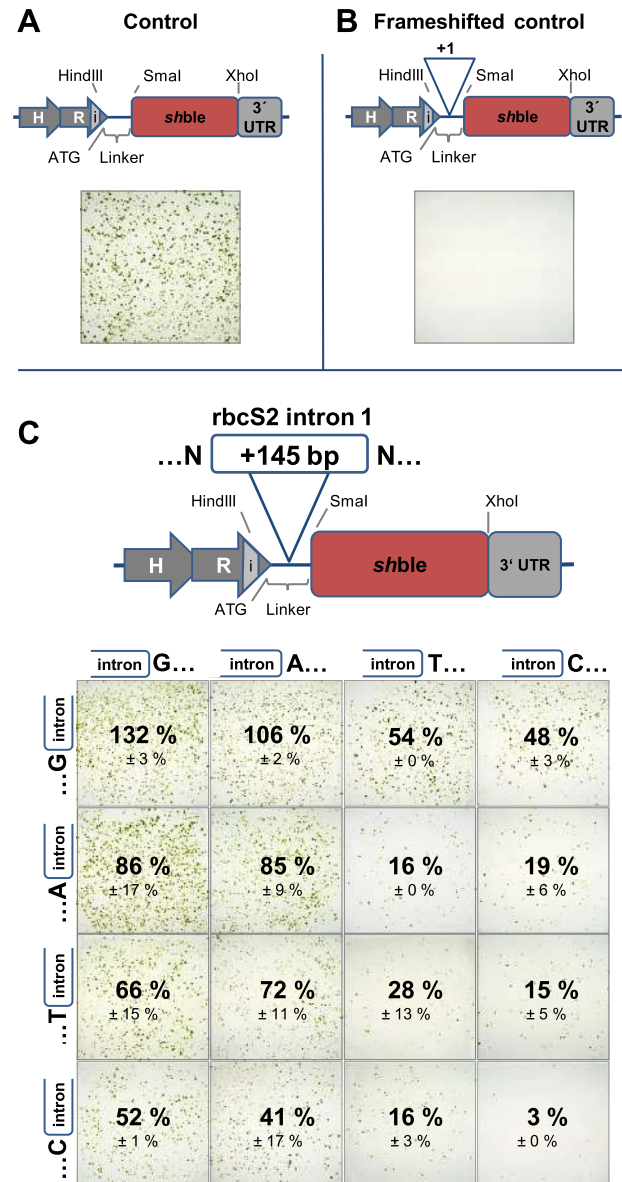 A
Control
HindIII
SmaI
XhoI
H
R
i
shble
3´
UTR
ATG
Linker
B
Frameshifted control
+1
HindIII
SmaI
XhoI
H
R
i
shble
3´
UTR
ATG
Linker
C
rbcS2 intron 1
…N
+145 bp
N…
HindIII
SmaI
XhoI
H
R
i
shble
3‘ UTR
ATG
Linker
intron G…
intron A…
intron T…
intron C…
…G intron
132 %
± 3 %
106 %
± 2 %
54 %
± 0 %
48 %
± 3 %
…A intron
86 %
± 17 %
85 %
± 9 %
16 %
± 0 %
19 %
± 6 %
…T intron
66 %
± 15 %
72 %
± 11 %
28 %
± 13 %
15 %
± 5 %
…C intron
52 %
± 1 %
41 %
± 17 %
16 %
± 3 %
3 %
± 0 %